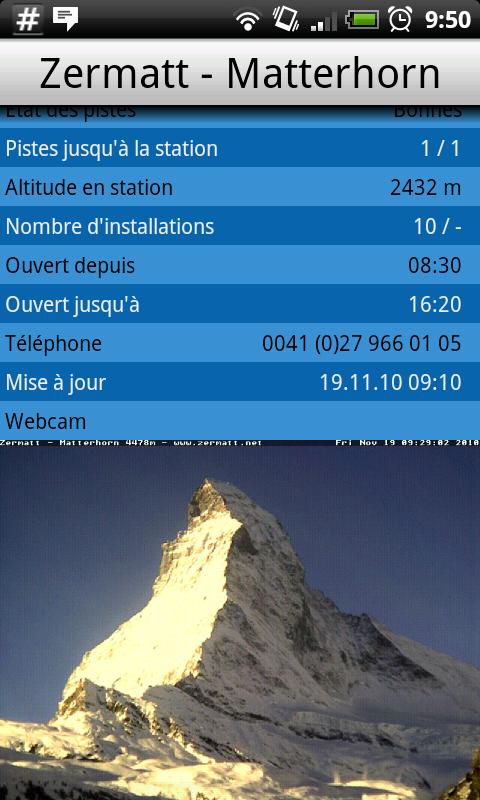 # 9:50
Zermatt - Matterhorn
État des pistes Bonnes
Pistes jusqu'à la station 1 / 1
Altitude en station 2432 m
Nombre d'installations 10 / -
Ouvert depuis 08:30
Ouvert jusqu'à 16:20
Téléphone 0041 (0)27 966 01 05
Mise à jour 19.11.10 09:10
Webcam
Zermatt - Matterhorn 4478m - www.zermatt.net Fri Nov 19 09:29:02 2010